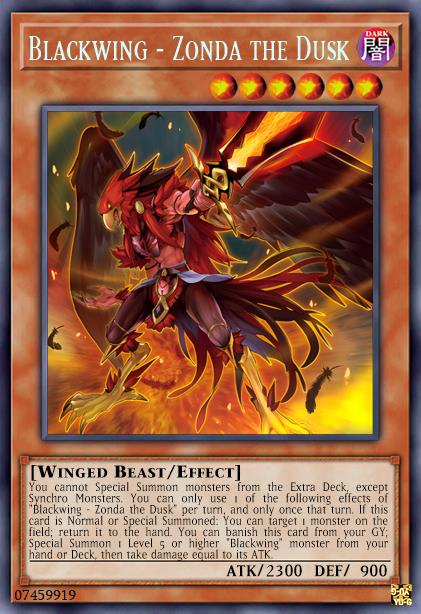 Blackwing - Zonda the Dusk
DARK
闇
[Winged Beast/Effect]
You cannot Special Summon monsters from the Extra Deck, except
Synchro Monsters. You can only use 1 of the following effects of
"Blackwing - Zonda the Dusk" per turn, and only once that turn. If this
card is Normal or Special Summoned: You can target 1 monster on the
field; return it to the hand. You can banish this card from your GY;
Special Summon 1 Level 5 or higher "Blackwing" monster from your
hand or Deck, then take damage equal to its ATK.
ATK/2300 DEF/ 900
07459919